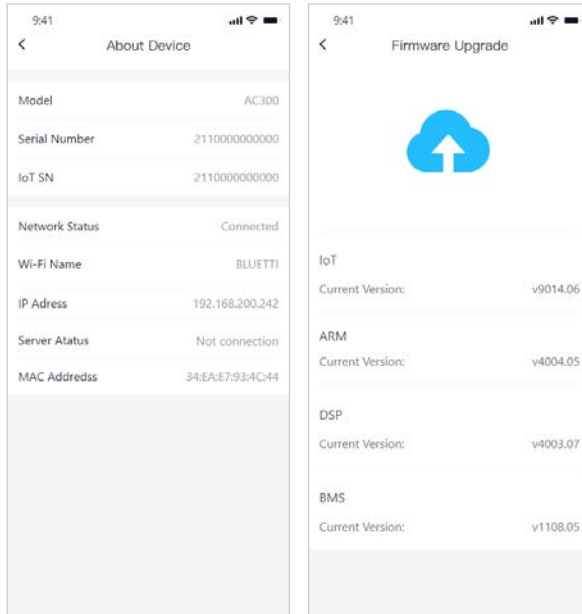 9:41
About Device
Model AC300
Serial Number 2110000000000
IoT SN 2110000000000
Network Status Connected
Wi-Fi Name BLUETTI
IP Adress 192.168.200.242
Server Atatus Not connection
MAC Addredss 34:EA:E7:93:4C:44
9:41
Firmware Upgrade
IoT
Current Version: v9014.06
ARM
Current Version: v4004.05
DSP
Current Version: v4003.07
BMS
Current Version: v1108.05